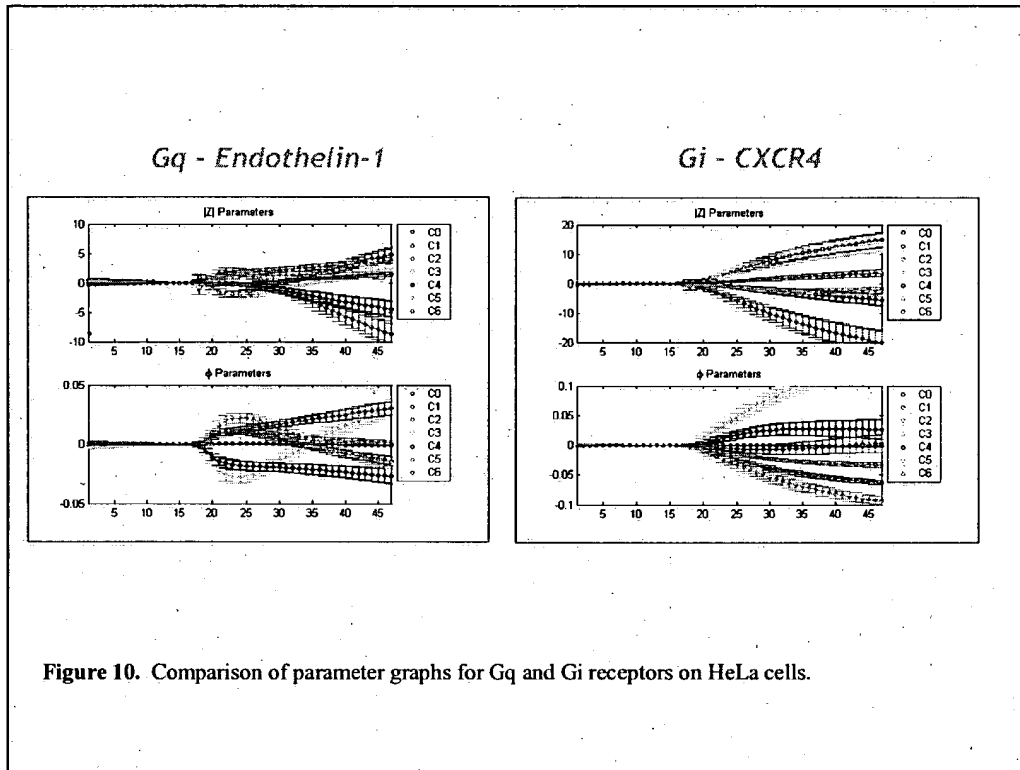 Gq - Endothelin-1
Gi - CXCR4
|Z| Parameters
10
5
0
-5
-10
5 10 15 20 25 30 35 40 45
C0
C1
C2
C3
C4
C5
C6
ϕ Parameters
0.05
0
-0.05
5 10 15 20 25 30 35 40 45
C0
C1
C2
C3
C4
C5
C6
|Z| Parameters
20
10
0
-10
-20
5 10 15 20 25 30 35 40 45
C0
C1
C2
C3
C4
C5
C6
ϕ Parameters
0.1
0.05
0
-0.05
-0.1
5 10 15 20 25 30 35 40 45
C0
C1
C2
C3
C4
C5
C6
Figure 10. Comparison of parameter graphs for Gq and Gi receptors on HeLa cells.